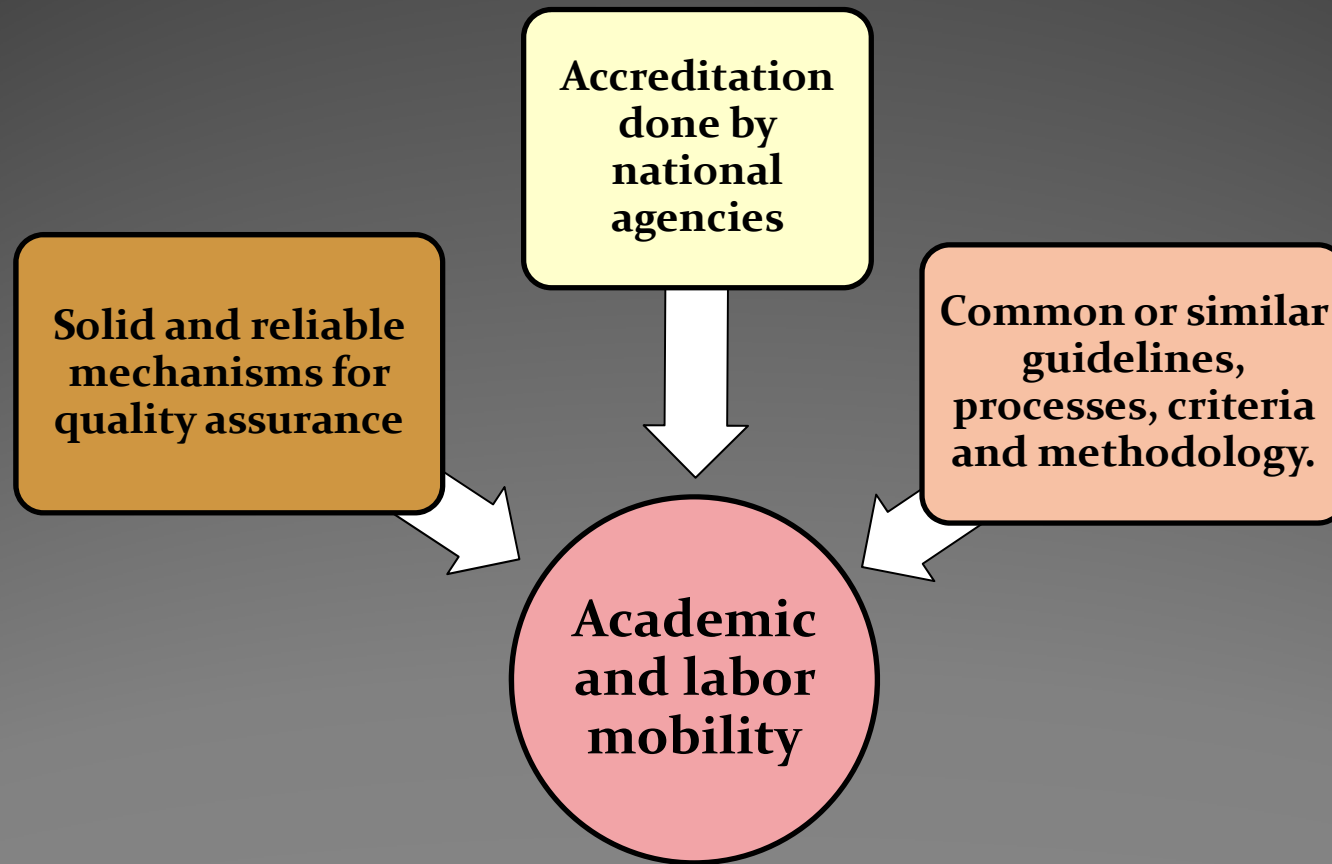 Accreditation
done by
national
agencies
Solid and reliable
mechanisms for
quality assurance
Common or similar
guidelines,
processes, criteria
and methodology.
Academic
and labor
mobility